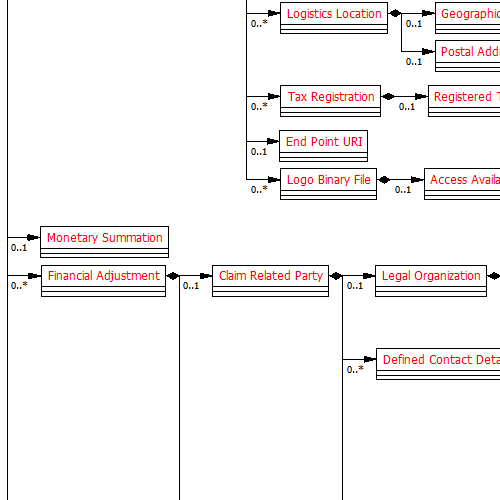 Logistics Location
Geographic
0..*
0..1
Postal Addr
0..1
Tax Registration
Registered T
0..*
0..1
End Point URI
0..1
Logo Binary File
Access Availa
0..*
0..1
Monetary Summation
0..1
Financial Adjustment
Claim Related Party
Legal Organization
0..*
0..1
0..1
Defined Contact Deta
0..*